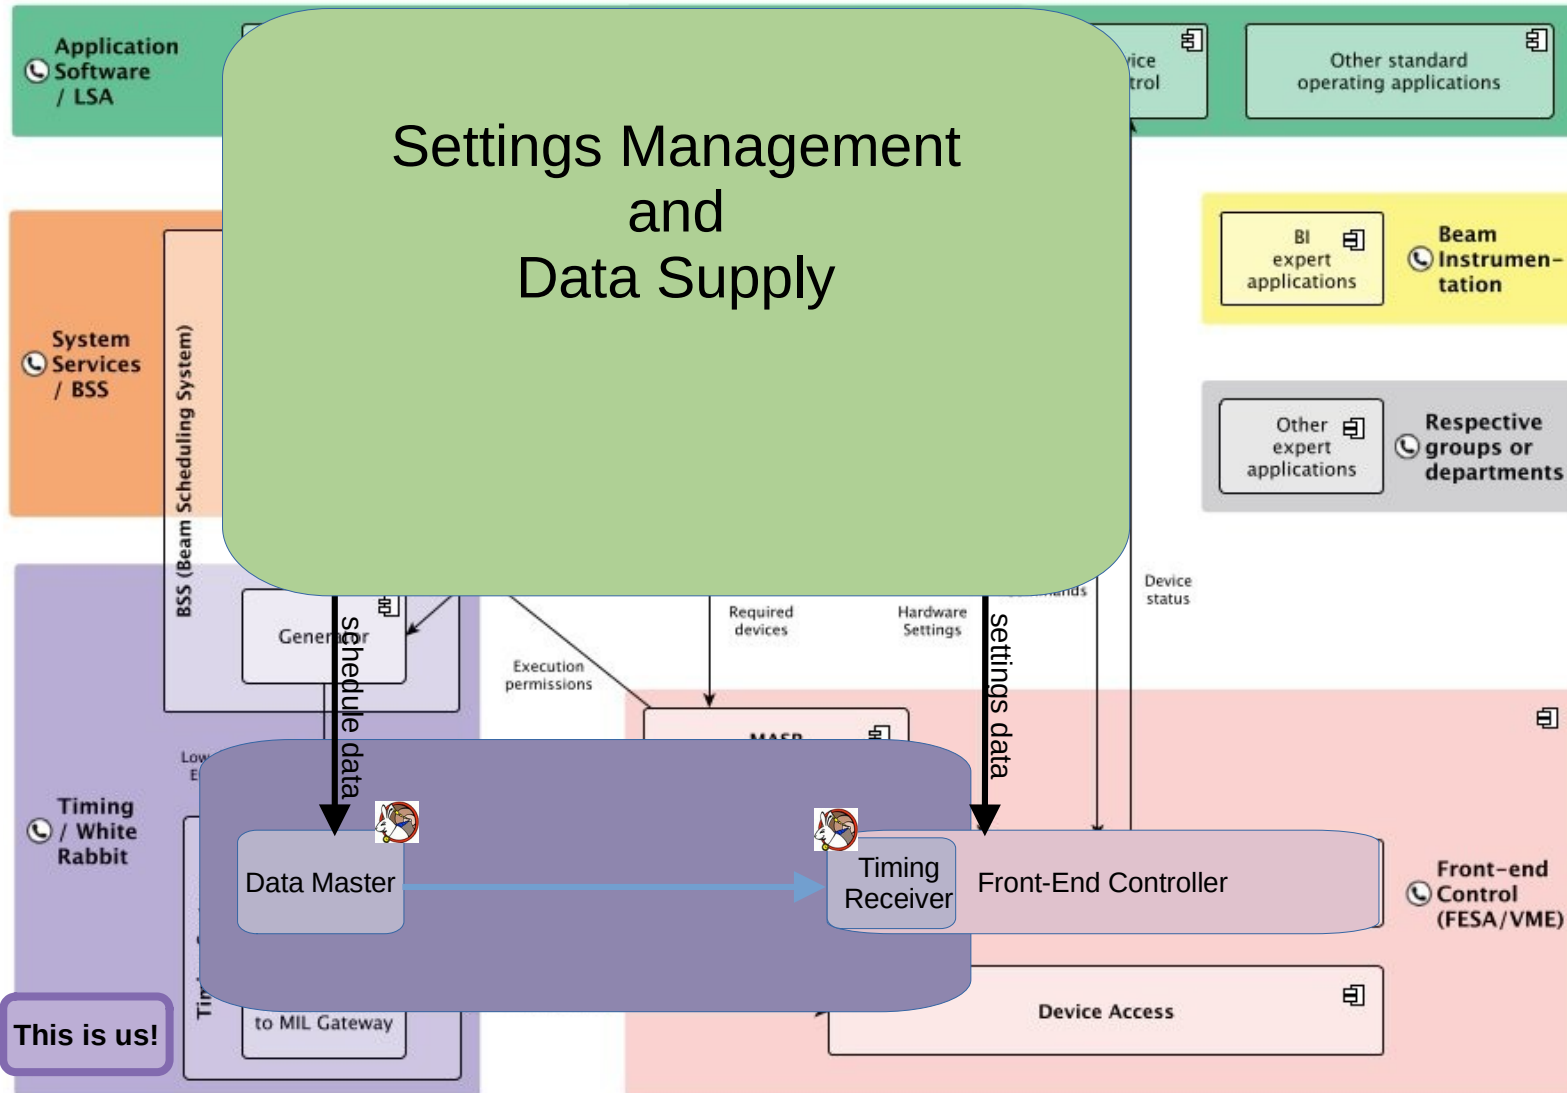 Application
Software
/ LSA
Settings Management
and
Data Supply
Other standard
operating applications
BI
expert
applications
Beam
Instrumen-
tation
System
Services
/ BSS
BSS (Beam Scheduling System)
Other
expert
applications
Respective
groups or
departments
Generator
schedule data
Execution
permissions
Required
devices
Hardware
Settings
settings data
Device
status
Timing
/ White
Rabbit
Data Master
Timing
Receiver
Front-End Controller
Front-end
Control
(FESA/VME)
to MIL Gateway
Device Access
This is us!